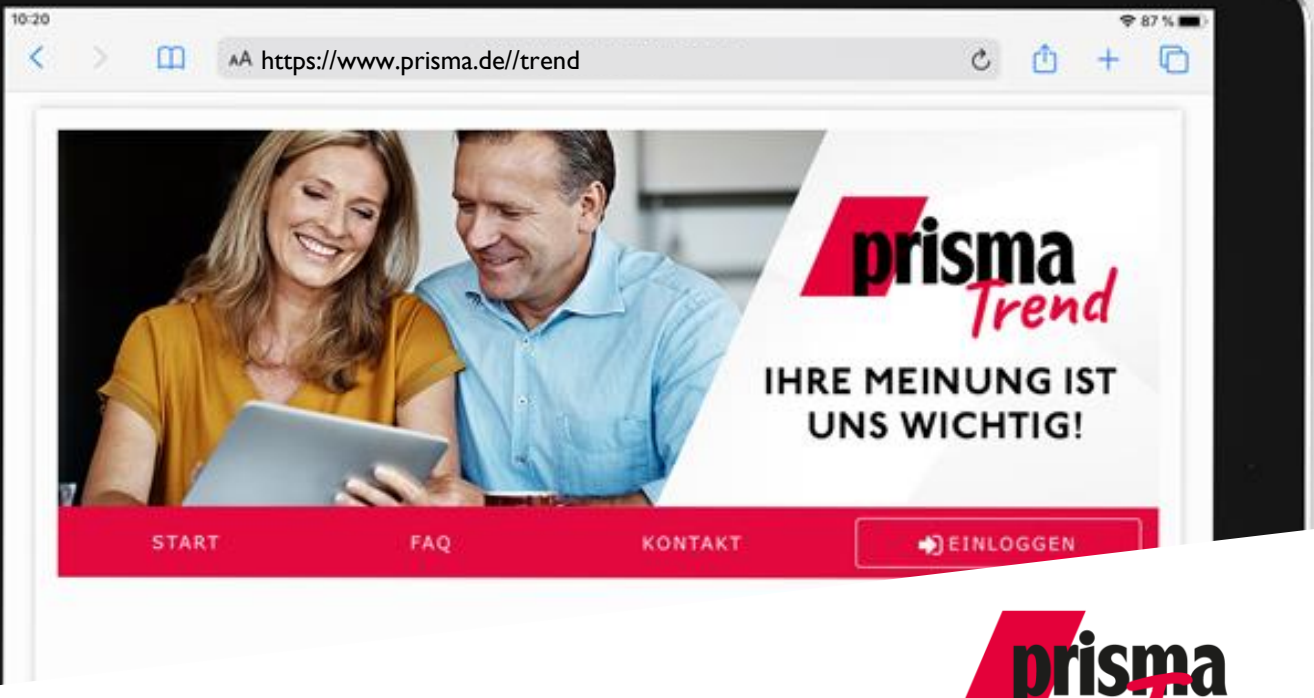 10:20
87 %
AA https://www.prisma.de//trend
prisma
Trend
IHRE MEINUNG IST
UNS WICHTIG!
START FAQ KONTAKT EINLOGGEN
prisma